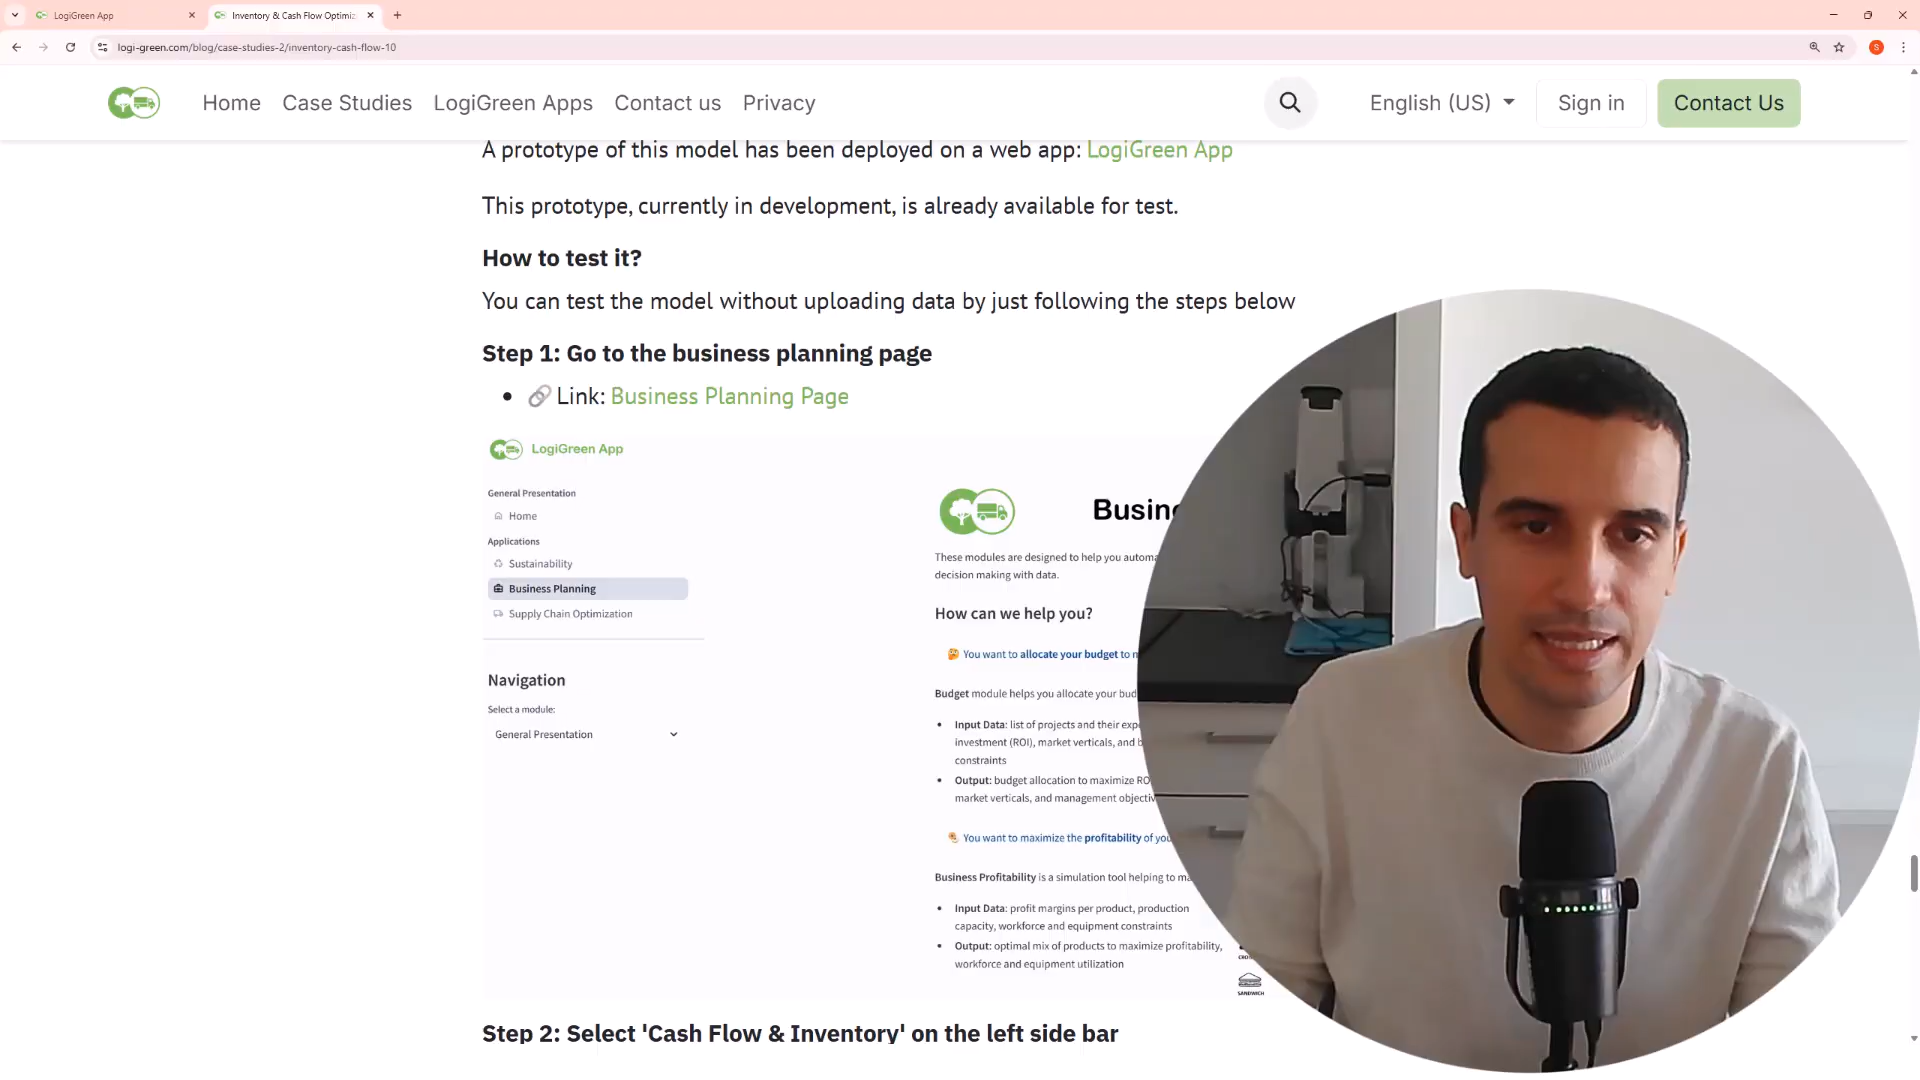 LogiGreen App
Inventory & Cash Flow Optimiz
logi-green.com/blog/case-studies-2/inventory-cash-flow-10
S
Home Case Studies LogiGreen Apps Contact us Privacy English (US) Sign in Contact Us
A prototype of this model has been deployed on a web app: LogiGreen App
This prototype, currently in development, is already available for test.
How to test it?
You can test the model without uploading data by just following the steps below
Step 1: Go to the business planning page
Link: Business Planning Page
LogiGreen App
General Presentation
Home
Applications
Sustainability
Business Planning
Supply Chain Optimization
Navigation
Select a module:
General Presentation
Busin
These modules are designed to help you automa
decision making with data.
How can we help you?
You want to allocate your budget to m
Budget module helps you allocate your bud
Input Data: list of projects and their exp
investment (ROI), market verticals, and b
constraints
Output: budget allocation to maximize RO
market verticals, and management objectiv
You want to maximize the profitability of you
Business Profitability is a simulation tool helping to ma
Input Data: profit margins per product, production
capacity, workforce and equipment constraints
Output: optimal mix of products to maximize profitability,
workforce and equipment utilization
SANDWICH
Step 2: Select 'Cash Flow & Inventory' on the left side bar